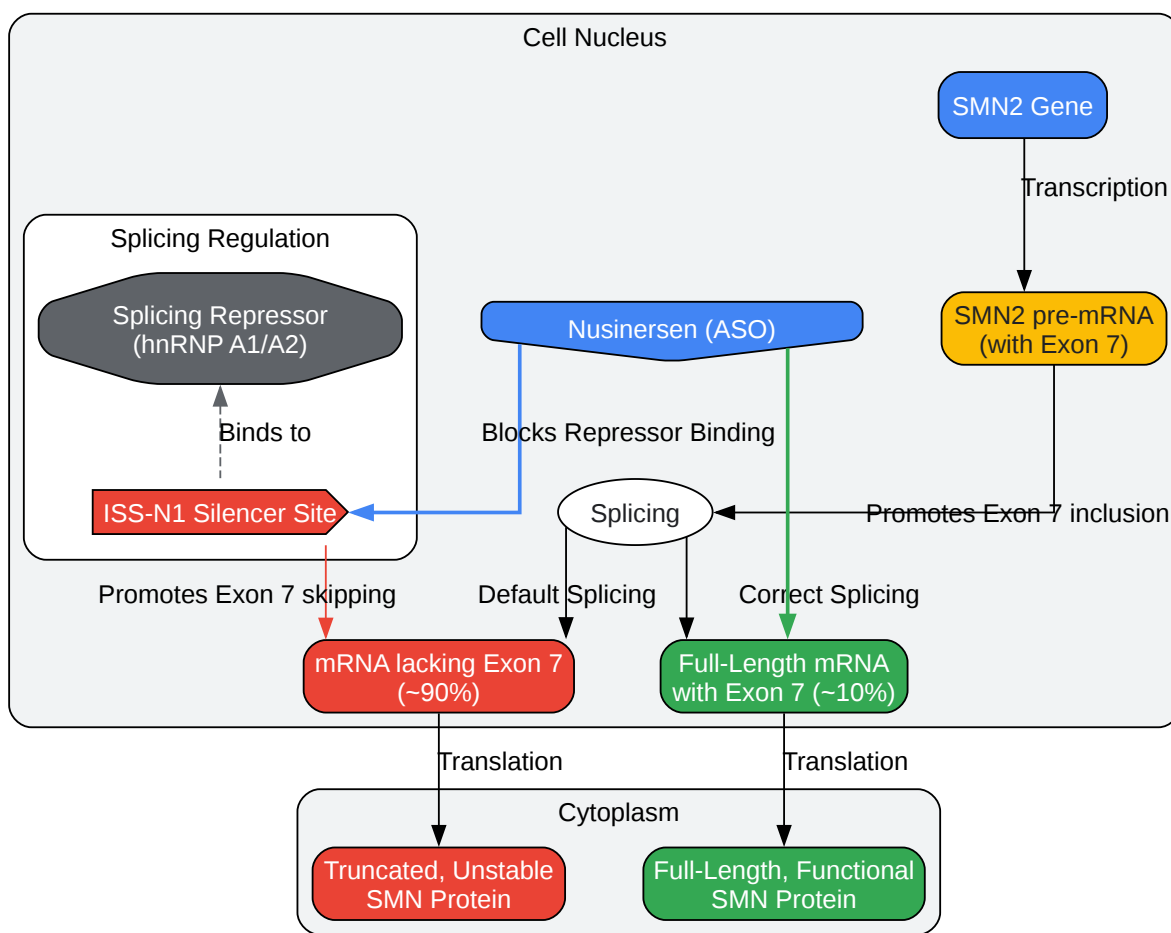 Cell Nucleus
SMN2 Gene
Transcription
Splicing Regulation
Splicing Repressor
(hnRNP A1/A2)
Nusinersen (ASO)
SMN2 pre-mRNA
(with Exon 7)
Binds to
Blocks Repressor Binding
ISS-N1 Silencer Site
Splicing
Promotes Exon 7 inclusion
Promotes Exon 7 skipping
Default Splicing
Correct Splicing
mRNA lacking Exon 7
(~90%)
Full-Length mRNA
with Exon 7 (~10%)
Translation
Translation
Cytoplasm
Truncated, Unstable
SMN Protein
Full-Length, Functional
SMN Protein